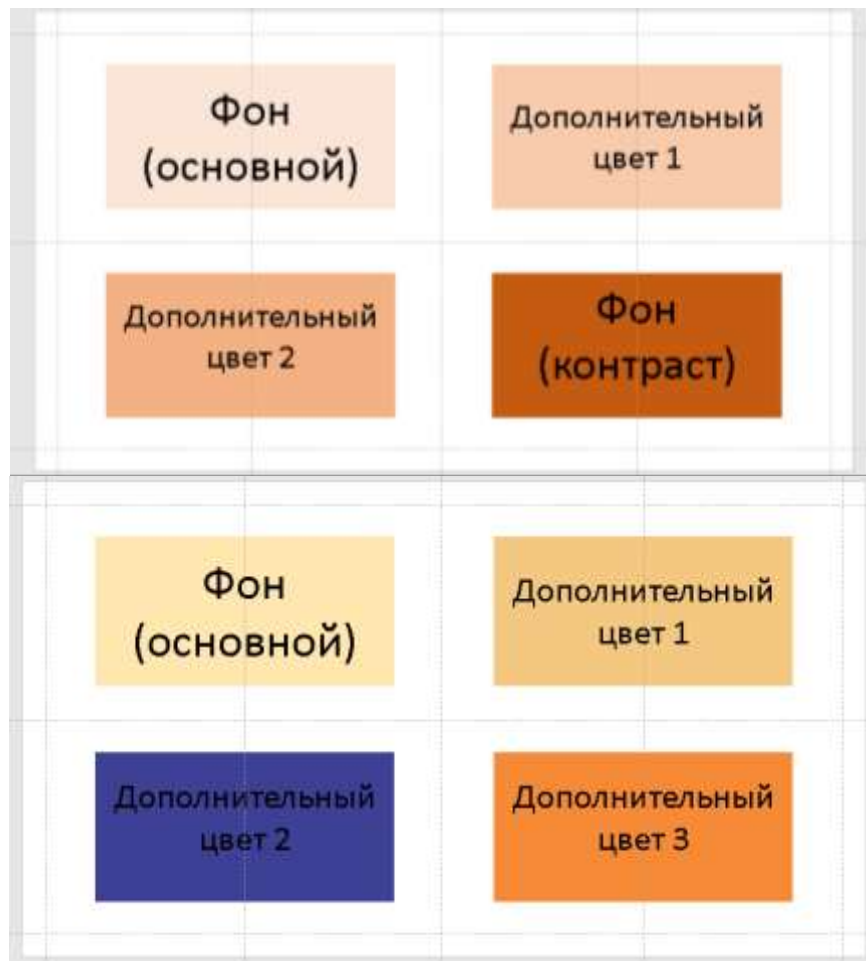 Фон
(основной)
Дополнительный
цвет 1
Дополнительный
цвет 2
Фон
(контраст)
Фон
(основной)
Дополнительный
цвет 1
Дополнительный
цвет 2
Дополнительный
цвет 3